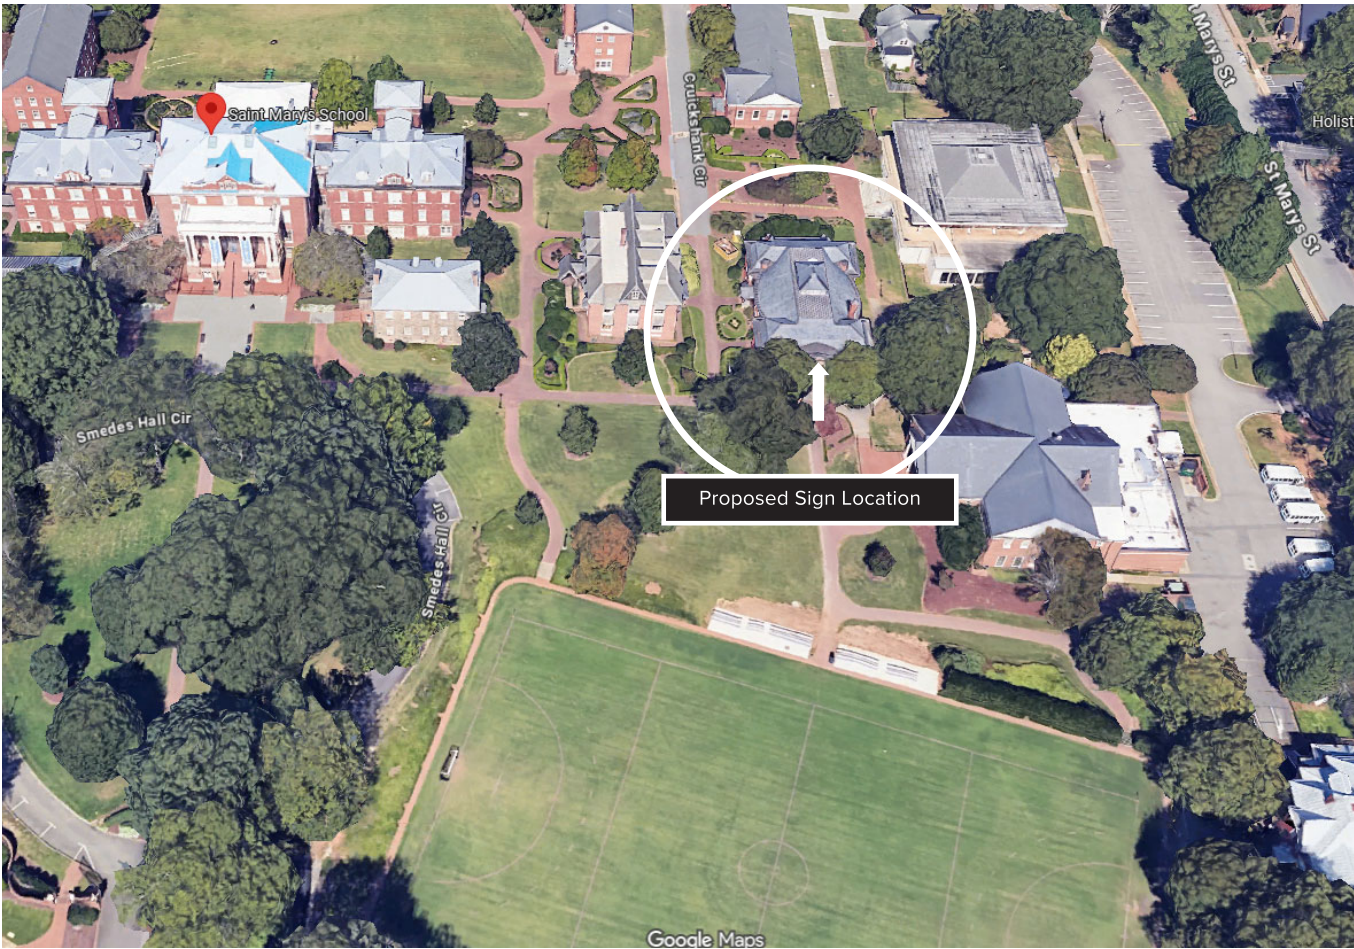 St Marys St
Saint Mary's School
Cruickshank Cir
Holist
St Marys St
Smedes Hall Cir
Proposed Sign Location
Smedes Hall Cir
Google Maps